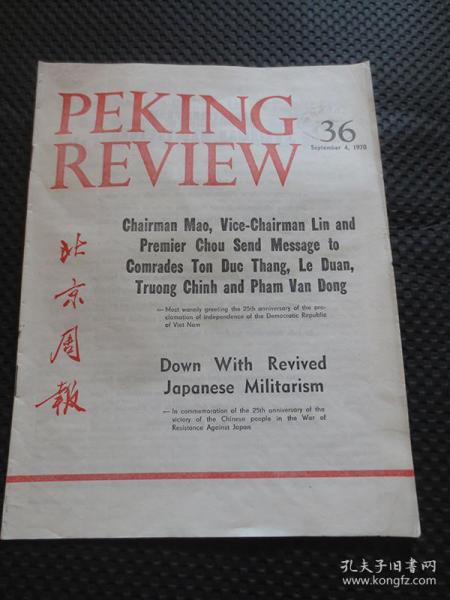 PEKING
REVIEW
36
September 4, 1970
Chairman Mao, Vice-Chairman Lin and
Premier Chou Send Message to
Comrades Ton Duc Thang, Le Duan,
Truong Chinh and Pham Van Dong
— Most warmly greeting the 25th anniversary of the pro-
clamation of independence of the Democratic Republic
of Viet Nam
北京周報
Down With Revived
Japanese Militarism
— In commemoration of the 25th anniversary of the
victory of the Chinese people in the War of
Resistance Against Japan
孔夫子旧书网
www.kongfz.com